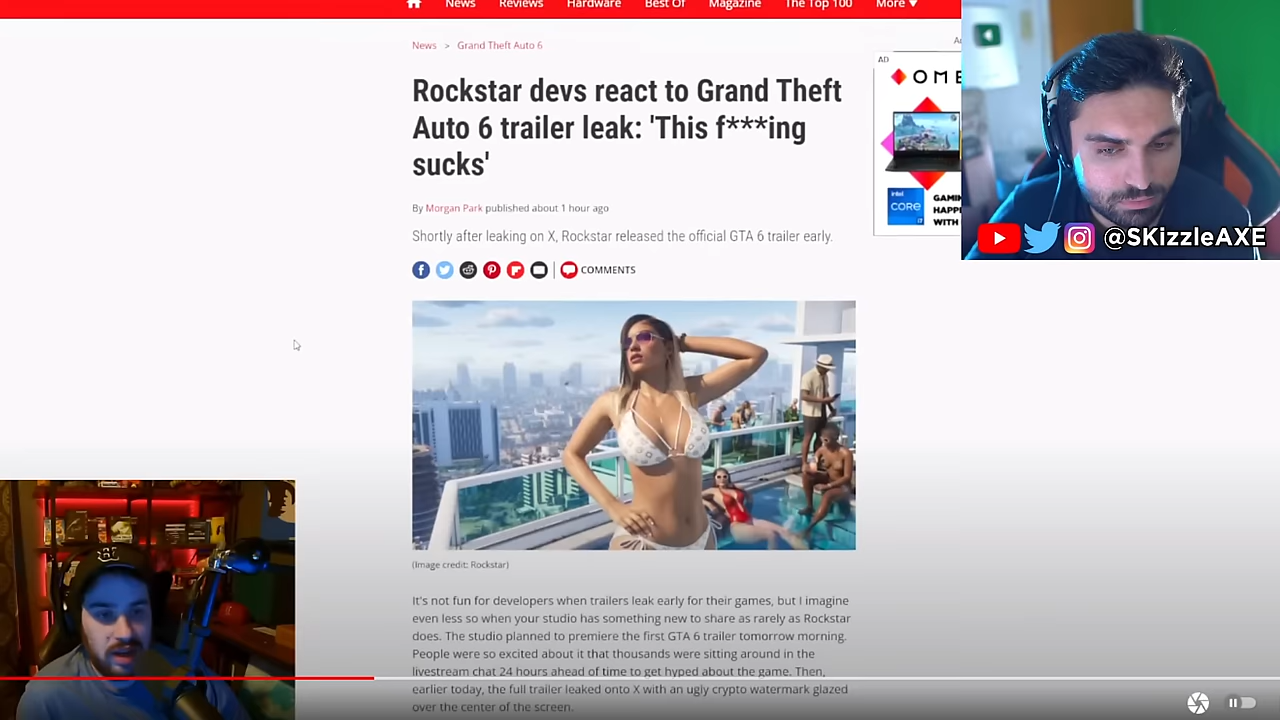 News
Reviews
Hardware
Best Of
Magazine
The Top 100
More
News > Grand Theft Auto 6
Rockstar devs react to Grand Theft
Auto 6 trailer leak: 'This f***ing
sucks'
By Morgan Park published about 1 hour ago
Shortly after leaking on X, Rockstar released the official GTA 6 trailer early.
COMMENTS
(Image credit: Rockstar)
It's not fun for developers when trailers leak early for their games, but I imagine
even less so when your studio has something new to share as rarely as Rockstar
does. The studio planned to premiere the first GTA 6 trailer tomorrow morning.
People were so excited about it that thousands were sitting around in the
livestream chat 24 hours ahead of time to get hyped about the game. Then,
earlier today, the full trailer leaked onto X with an ugly crypto watermark glazed
over the center of the screen.
AD
OME
intel
CORE
GAMIN
HAPP
WITH
@SKizzleAXE